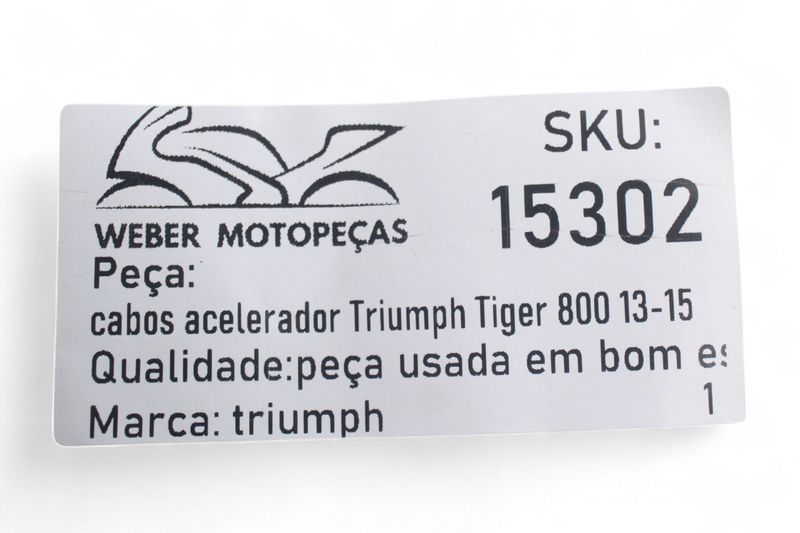 WEBER MOTOPEÇAS
SKU:
15302
Peça:
cabos acelerador Triumph Tiger 800 13-15
Qualidade:peça usada em bom es
Marca: triumph
1